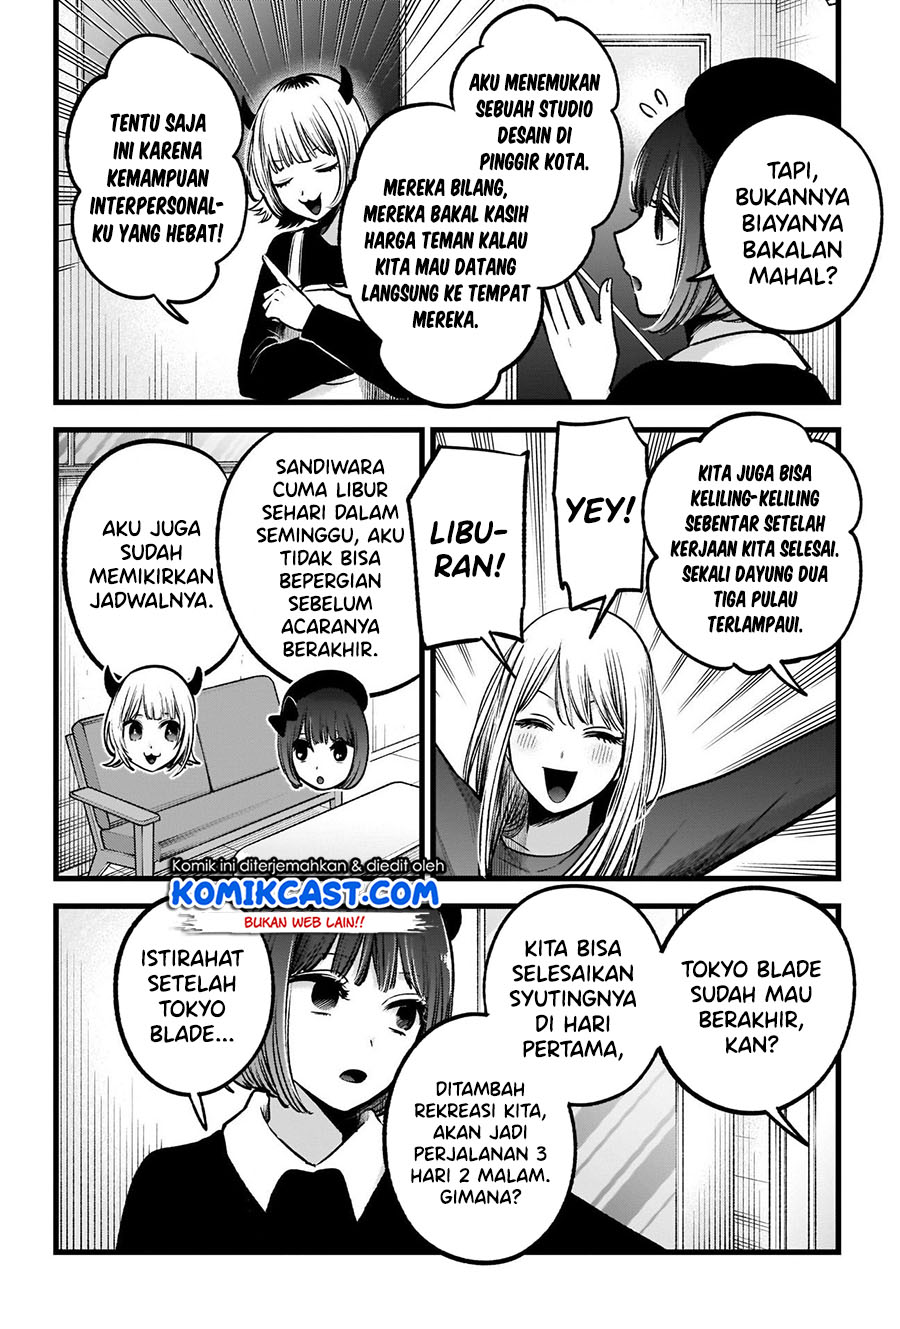 TAPI,
BUKANNYA
BIAYANYA
BAKALAN
MAHAL?
AKU MENEMUKAN
SEBUAH STUDIO
DESAIN DI
PINGGIR KOTA.
MEREKA BILANG,
MEREKA BAKAL KASIH
HARGA TEMAN KALAU
KITA MAU DATANG
LANGSUNG KE TEMPAT
MEREKA.
TENTU SAJA
INI KARENA
KEMAMPUAN
INTERPERSONAL-
KU YANG HEBAT!
KITA JUGA BISA
KELILING-KELILING
SEBENTAR SETELAH
KERJAAN KITA SELESAI.
SEKALI DAYUNG DUA
TIGA PULAU
TERLAMPAUI.
YEY!
LIBU-
RAN!
SANDIWARA
CUMA LIBUR
SEHARI DALAM
SEMINGGU, AKU
TIDAK BISA
BEPERGIAN
SEBELUM
ACARANYA
BERAKHIR.
AKU JUGA
SUDAH
MEMIKIRKAN
JADWALNYA.
Komik ini diterjemahkan & diedit oleh
KOMIKCAST.COM
BUKAN WEB LAIN!!
TOKYO BLADE
SUDAH MAU
BERAKHIR,
KAN?
KITA BISA
SELESAIKAN
SYUTINGNYA
DI HARI
PERTAMA,
DITAMBAH
REKREASI KITA,
AKAN JADI
PERJALANAN 3
HARI 2 MALAM.
GIMANA?
ISTIRAHAT
SETELAH
TOKYO
BLADE...